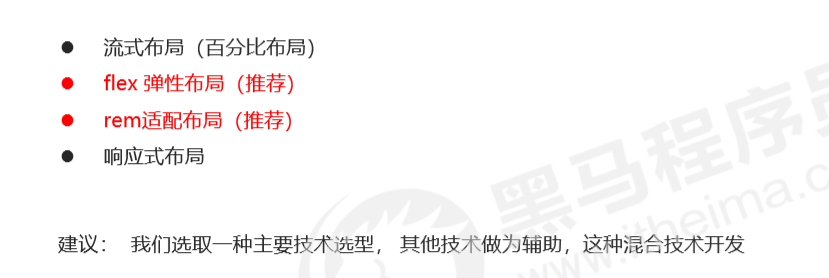 ● 流式布局（百分比布局）
● flex 弹性布局（推荐）
● rem适配布局（推荐）
● 响应式布局
建议： 我们选取一种主要技术选型， 其他技术做为辅助，这种混合技术开发
黑马程序员
www.itheima.c